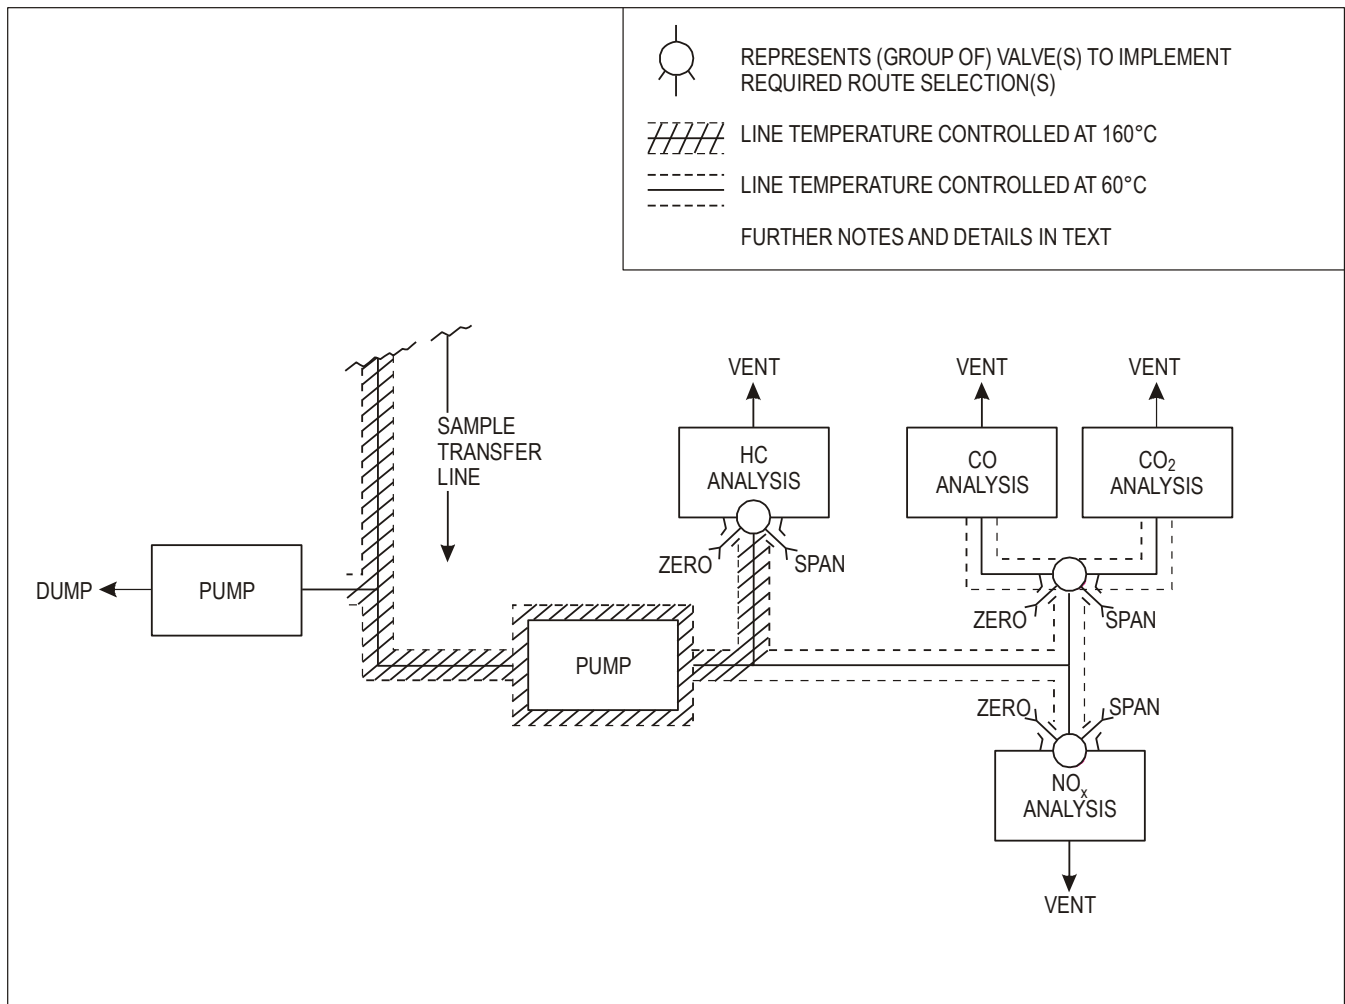 REPRESENTS (GROUP OF) VALVE(S) TO IMPLEMENT
REQUIRED ROUTE SELECTION(S)
LINE TEMPERATURE CONTROLLED AT 160°C
LINE TEMPERATURE CONTROLLED AT 60°C
FURTHER NOTES AND DETAILS IN TEXT
SAMPLE
TRANSFER
LINE
VENT
VENT
VENT
HC
ANALYSIS
CO
ANALYSIS
CO₂
ANALYSIS
ZERO
SPAN
DUMP
PUMP
ZERO
SPAN
PUMP
ZERO
SPAN
NOₓ
ANALYSIS
VENT